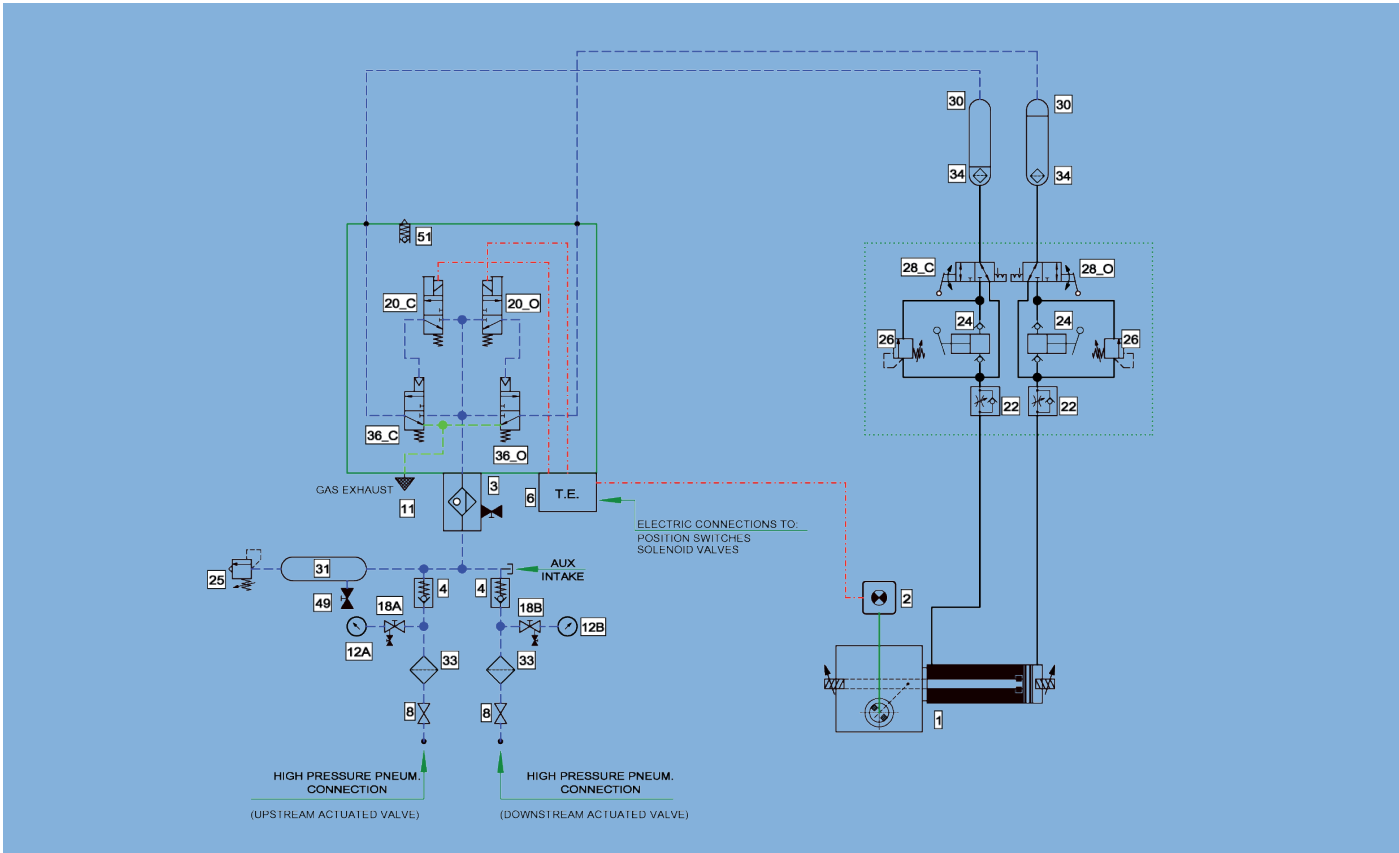 30
30
34
34
51
28_C
28_O
20_C
20_O
24
24
26
26
22
22
36_C
36_O
GAS EXHAUST
11
3
6
T.E.
ELECTRIC CONNECTIONS TO:
POSITION SWITCHES
SOLENOID VALVES
25
31
AUX
INTAKE
4
4
49
18A
18B
2
12A
12B
33
33
8
8
1
HIGH PRESSURE PNEUM.
CONNECTION
(UPSTREAM ACTUATED VALVE)
HIGH PRESSURE PNEUM.
CONNECTION
(DOWNSTREAM ACTUATED VALVE)